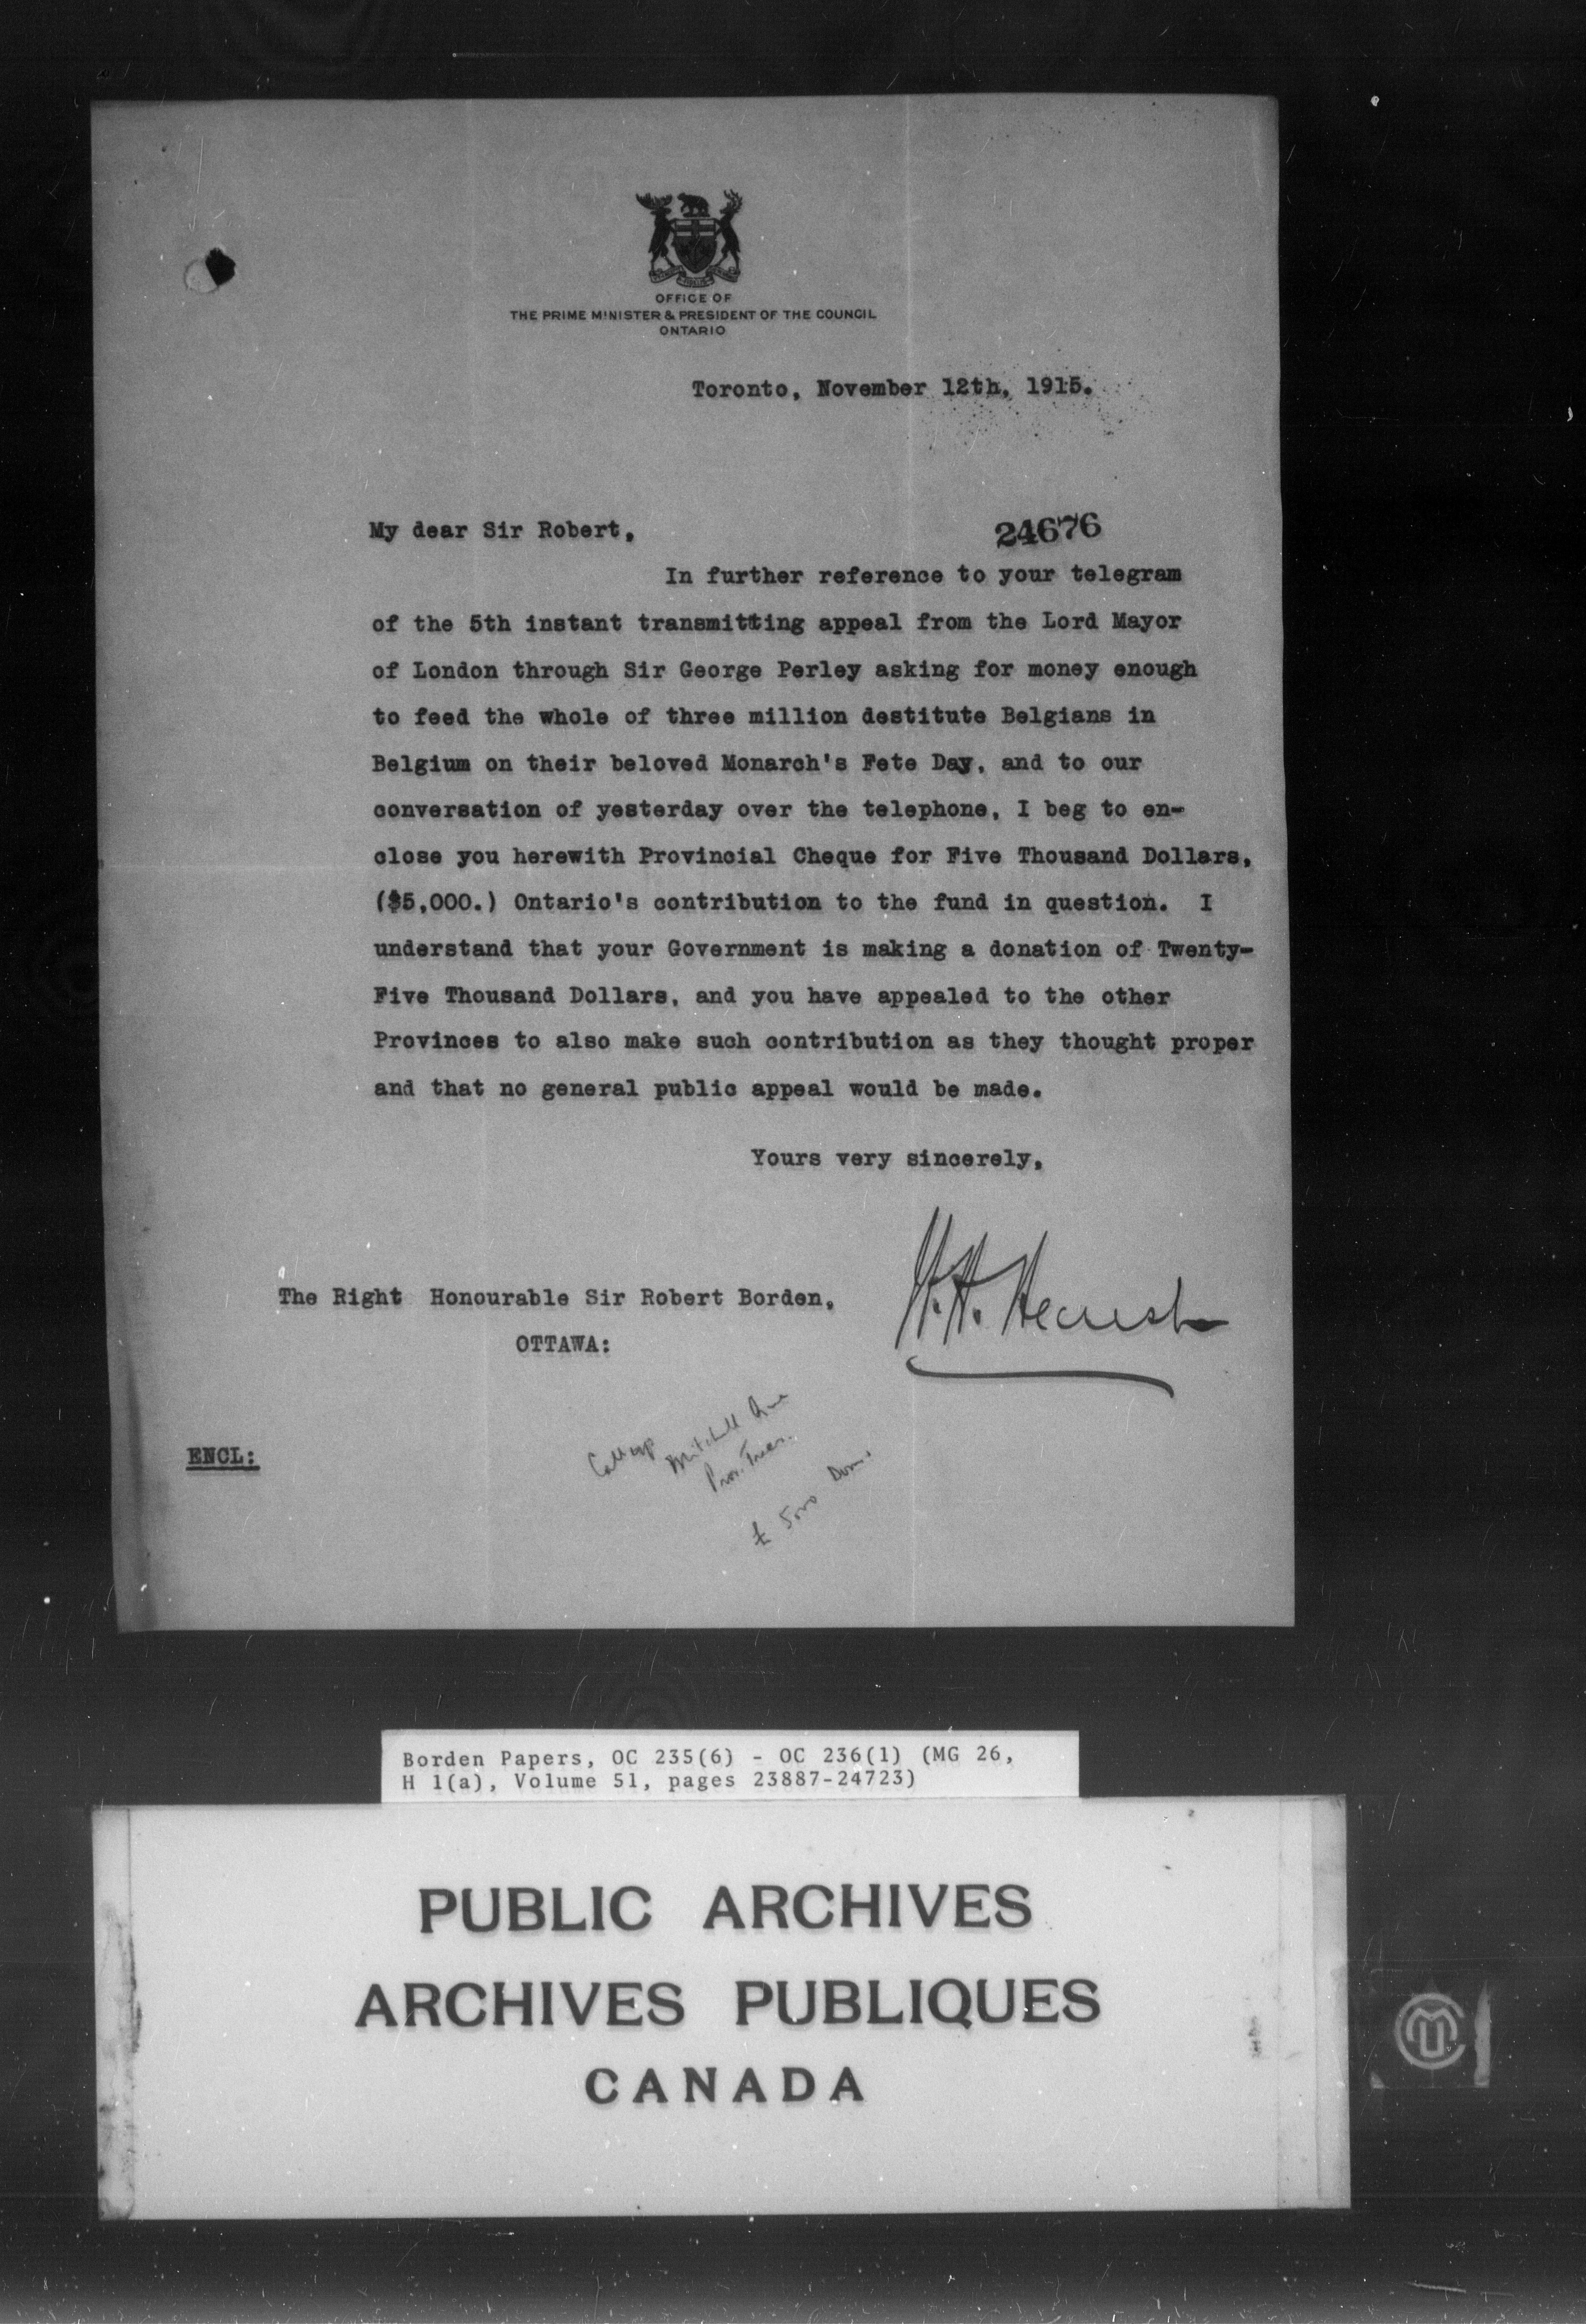 OFFICE OF
THE PRIME MINISTER & PRESIDENT OF THE COUNCIL
ONTARIO
Toronto, November 12th, 1915.
My dear Sir Robert,
24676
In further reference to your telegram
of the 5th instant transmitting appeal from the Lord Mayor
of London through Sir George Perley asking for money enough
to feed the whole of three million destitute Belgians in
Belgium on their beloved Monarch's Fete Day, and to our
conversation of yesterday over the telephone, I beg to en-
close you herewith Provincial Cheque for Five Thousand Dollars,
($5,000.) Ontario's contribution to the fund in question. I
understand that your Government is making a donation of Twenty-
Five Thousand Dollars, and you have appealed to the other
Provinces to also make such contribution as they thought proper
and that no general public appeal would be made.
Yours very sincerely,
W.H. Hearst
The Right Honourable Sir Robert Borden,
OTTAWA:
Call up Mitchell
Prov. Treas.
£ 5000 Dom.
ENCL:
Borden Papers, OC 235(6) - OC 236(1) (MG 26,
H 1(a), Volume 51, pages 23887-24723)
PUBLIC ARCHIVES
ARCHIVES PUBLIQUES
CANADA